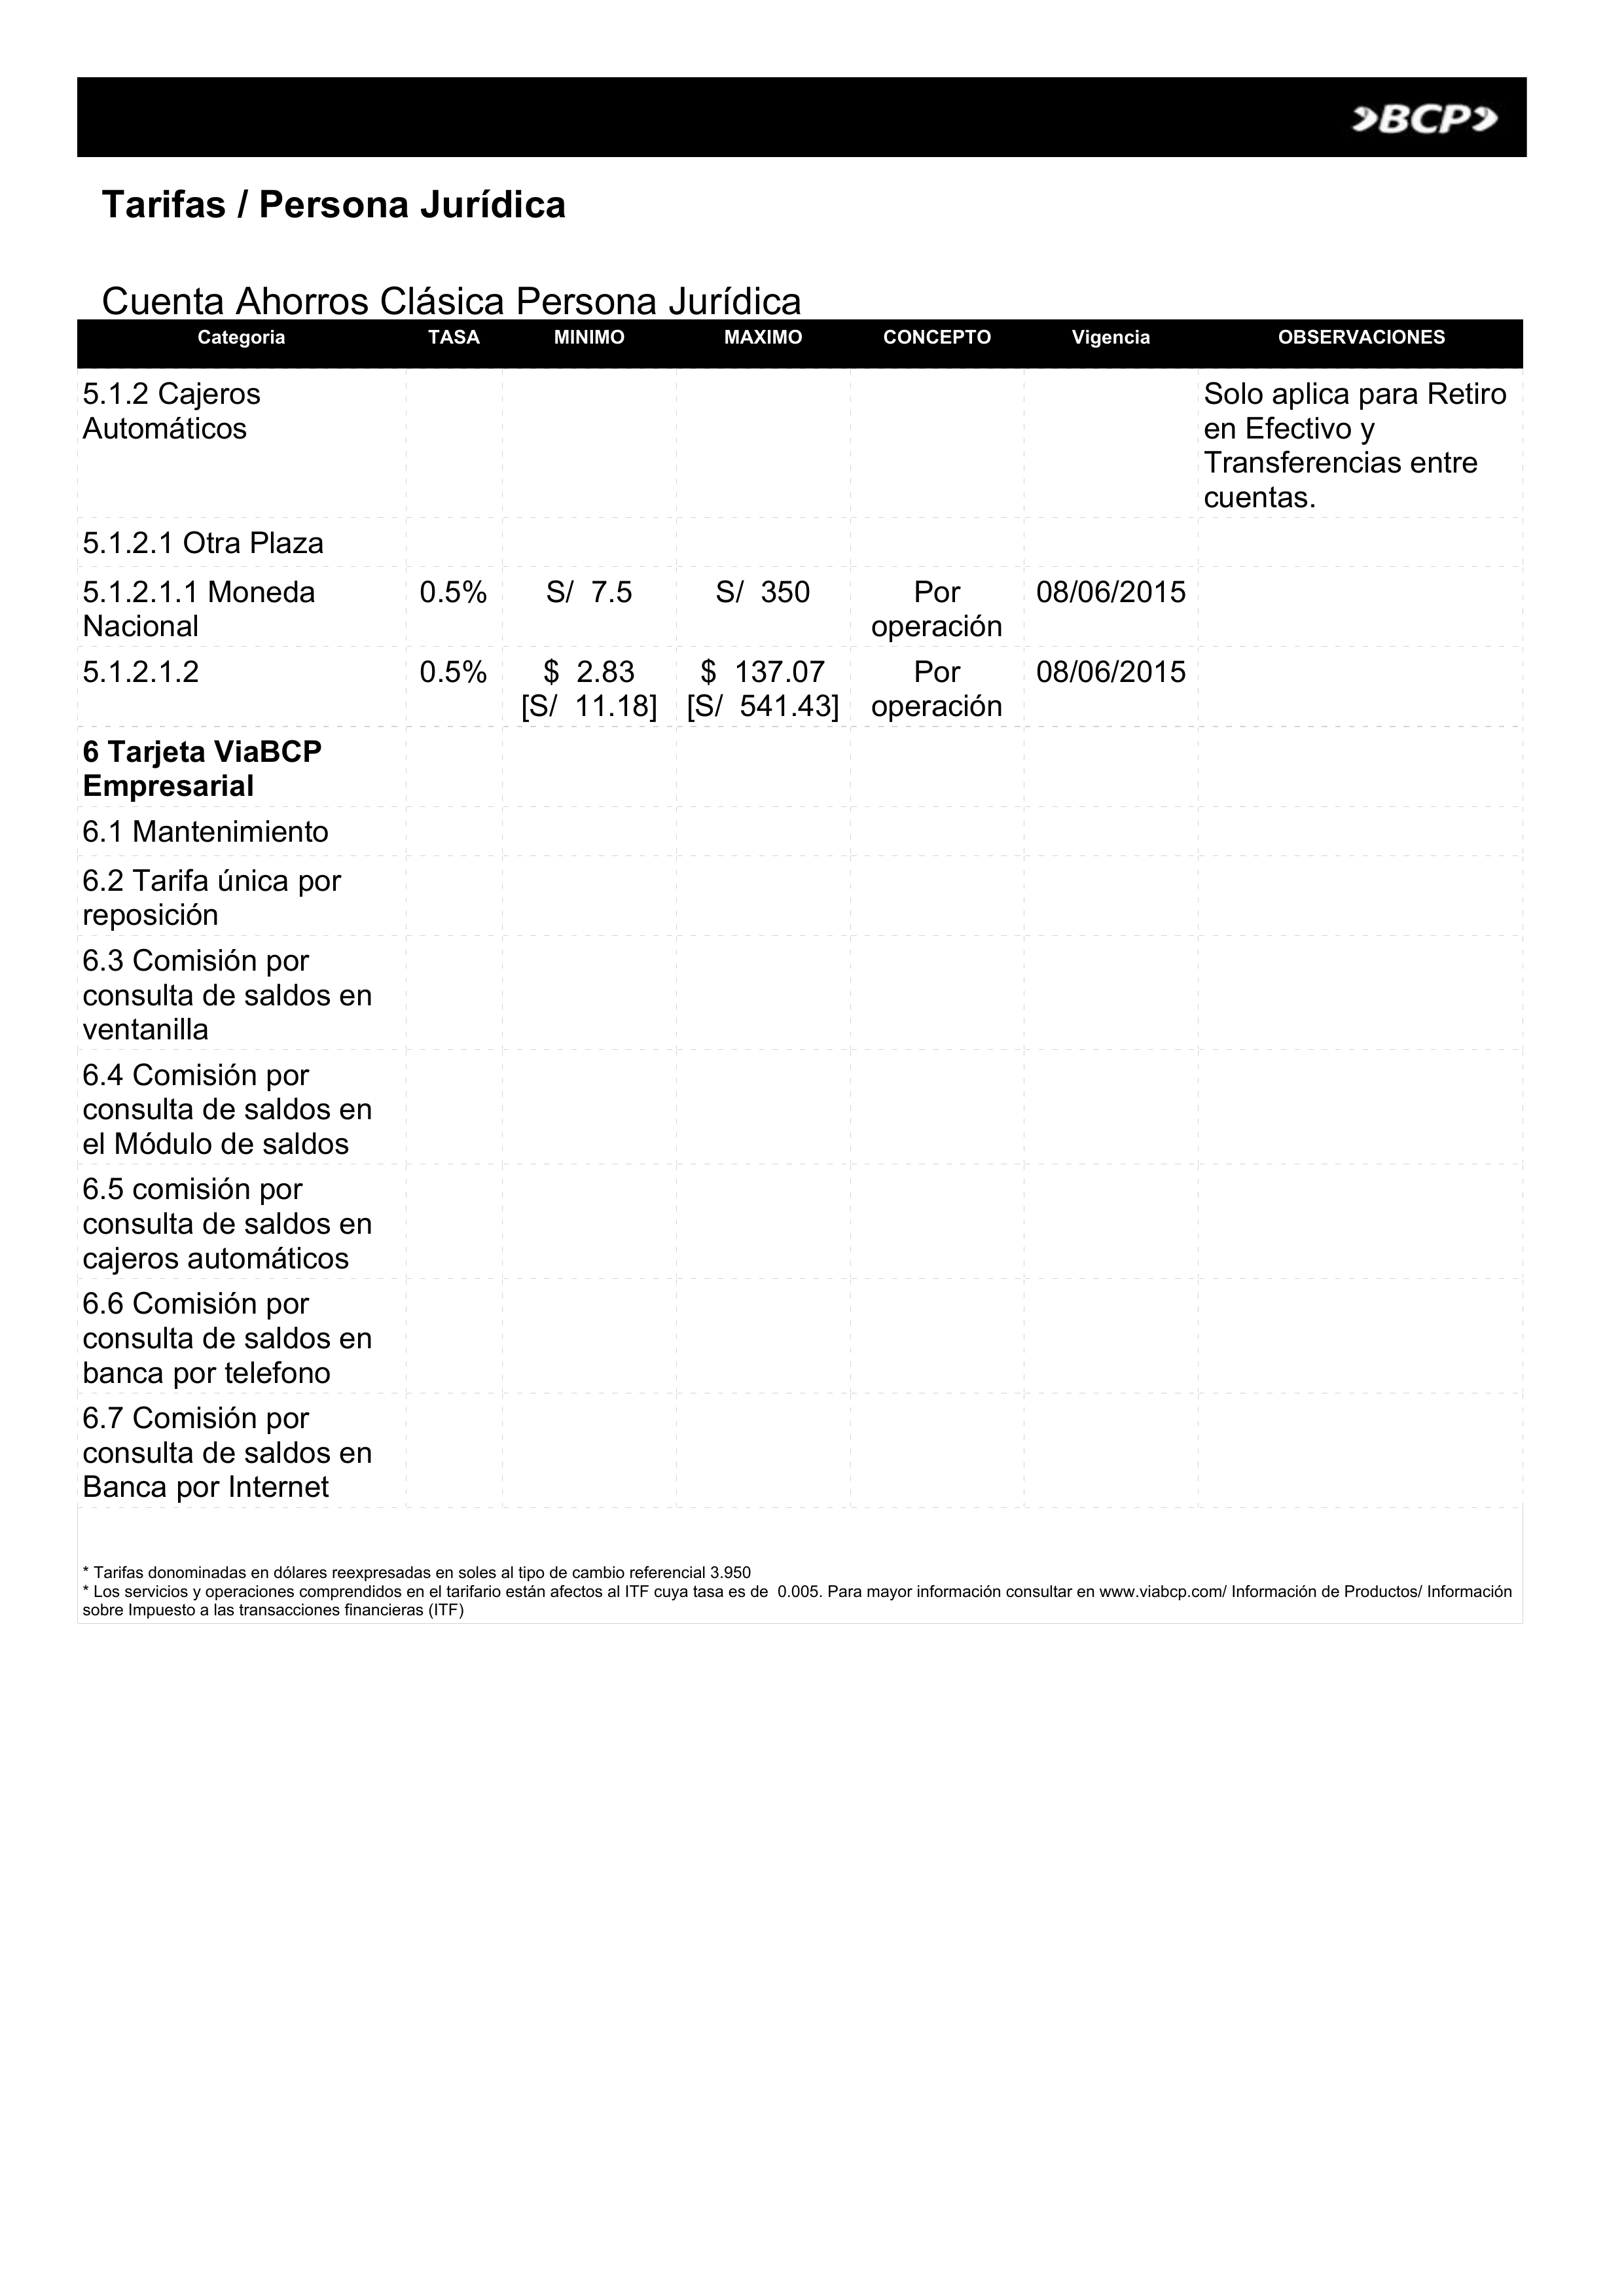 BCP
Tarifas / Persona Jurídica
Cuenta Ahorros Clásica Persona Jurídica
Categoria TASA MINIMO MAXIMO CONCEPTO Vigencia OBSERVACIONES
5.1.2 Cajeros
Automáticos
Solo aplica para Retiro
en Efectivo y
Transferencias entre
cuentas.
5.1.2.1 Otra Plaza
5.1.2.1.1 Moneda 0.5% S/ 7.5 S/ 350 Por 08/06/2015
Nacional operación
5.1.2.1.2 0.5% $ 2.83 $ 137.07 Por 08/06/2015
[S/ 11.18] [S/ 541.43] operación
6 Tarjeta ViaBCP
Empresarial
6.1 Mantenimiento
6.2 Tarifa única por
reposición
6.3 Comisión por
consulta de saldos en
ventanilla
6.4 Comisión por
consulta de saldos en
el Módulo de saldos
6.5 comisión por
consulta de saldos en
cajeros automáticos
6.6 Comisión por
consulta de saldos en
banca por telefono
6.7 Comisión por
consulta de saldos en
Banca por Internet
* Tarifas donominadas en dólares reexpresadas en soles al tipo de cambio referencial 3.950
* Los servicios y operaciones comprendidos en el tarifario están afectos al ITF cuya tasa es de 0.005. Para mayor información consultar en www.viabcp.com/ Información de Productos/ Información
sobre Impuesto a las transacciones financieras (ITF)